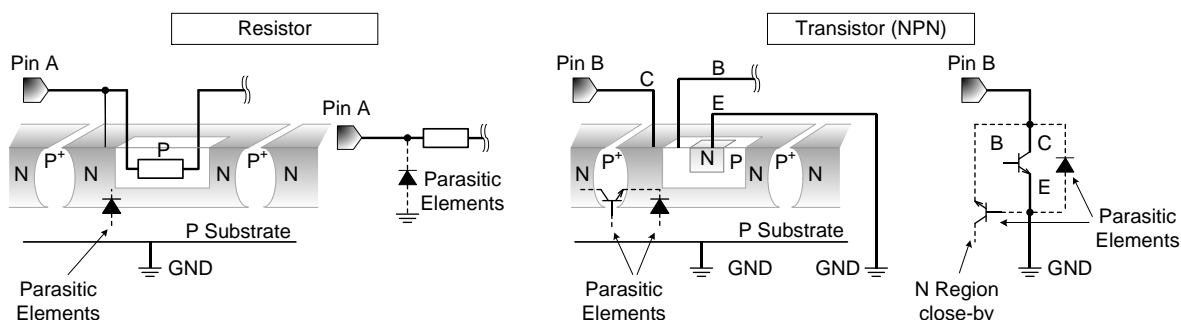 Resistor
Transistor (NPN)
Pin A
Pin A
P
N
P+
N
N
P+
N
Parasitic
Elements
P Substrate
GND
Parasitic
Elements
Pin B
C
B
E
N
P
N
P+
N
N
P+
N
P Substrate
GND
GND
Parasitic
Elements
Pin B
B
C
E
Parasitic
Elements
GND
N Region
close-by